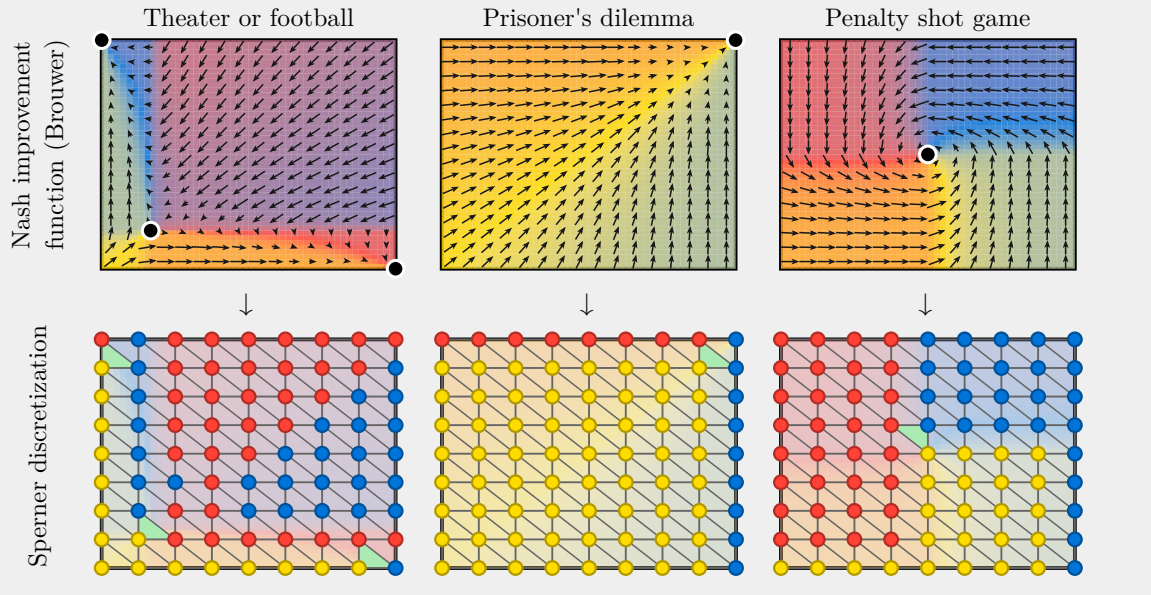 Theater or football
Prisoner's dilemma
Penalty shot game
Nash improvement
function (Brouwer)
↓
↓
↓
Sperner discretization